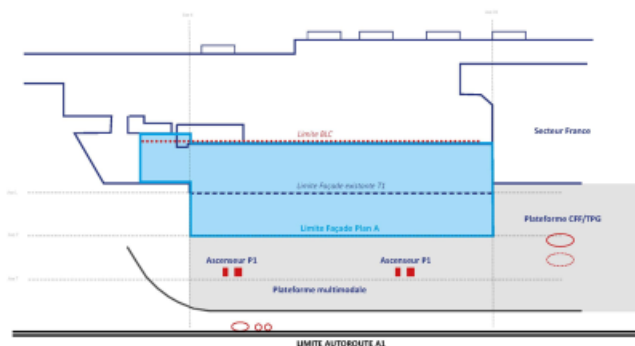 Limite BLC
Secteur France
Limite Façade existante T1
Plateforme CFF/TPG
Limite Façade Plan A
Ascenseur P1
Ascenseur P1
Plateforme multimodale
LIMITE AUTOROUTE A1